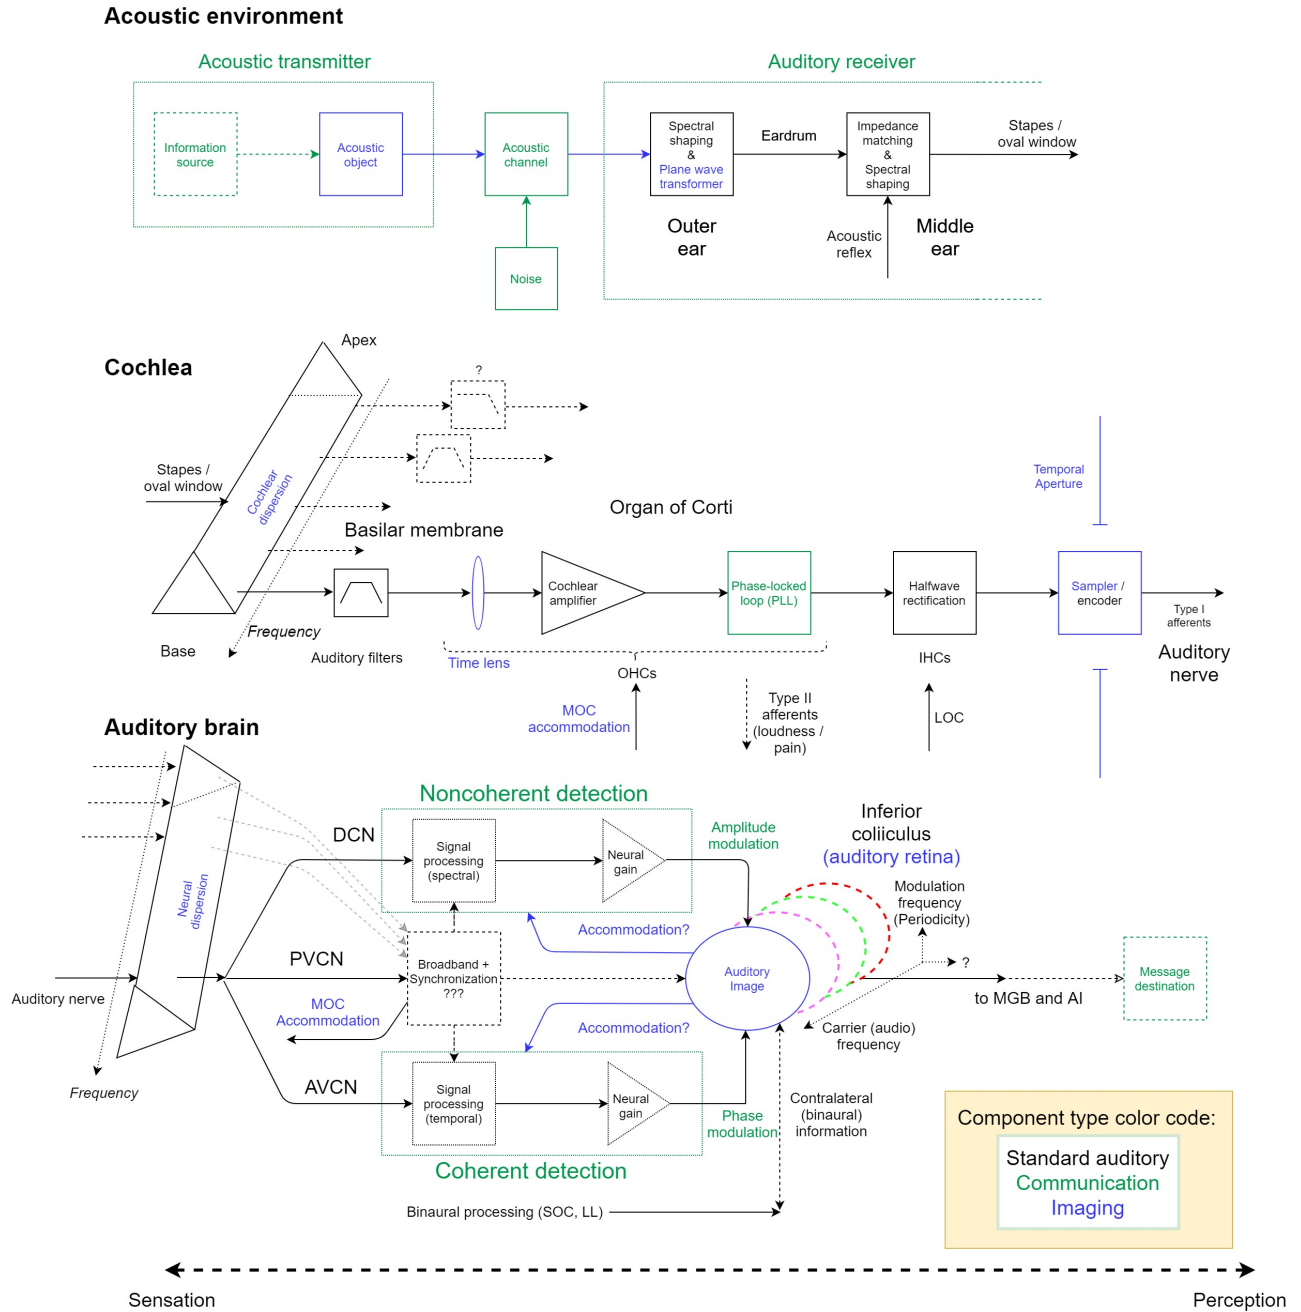 Acoustic environment
Acoustic transmitter
Auditory receiver
Information
source
Acoustic
object
Acoustic
channel
Noise
Spectral
shaping
&
Plane wave
transformer
Eardrum
Impedance
matching
&
Spectral
shaping
Stapes /
oval window
Outer
ear
Acoustic
reflex
Middle
ear
Cochlea
Apex
?
Stapes /
oval window
Cochlear
dispersion
Basilar membrane
Organ of Corti
Temporal
Aperture
Cochlear
amplifier
Phase-locked
loop (PLL)
Halfwave
rectification
Sampler /
encoder
Type I
afferents
Auditory
nerve
Base
Frequency
Auditory filters
Time lens
OHCs
IHCs
MOC
accommodation
Type II
afferents
(loudness /
pain)
LOC
Auditory brain
Noncoherent detection
DCN
Signal
processing
(spectral)
Neural
gain
Amplitude
modulation
Inferior
coliiculus
(auditory retina)
Modulation
frequency
(Periodicity)
?
Neural
dispersion
Accommodation?
PVCN
Broadband +
Synchronization
???
Auditory
Image
Message
destination
to MGB and AI
Auditory nerve
MOC
Accommodation
Accommodation?
Carrier (audio)
frequency
Frequency
AVCN
Signal
processing
(temporal)
Neural
gain
Phase
modulation
Contralateral
(binaural)
information
Coherent detection
Binaural processing (SOC, LL)
Component type color code:
Standard auditory
Communication
Imaging
Sensation
Perception